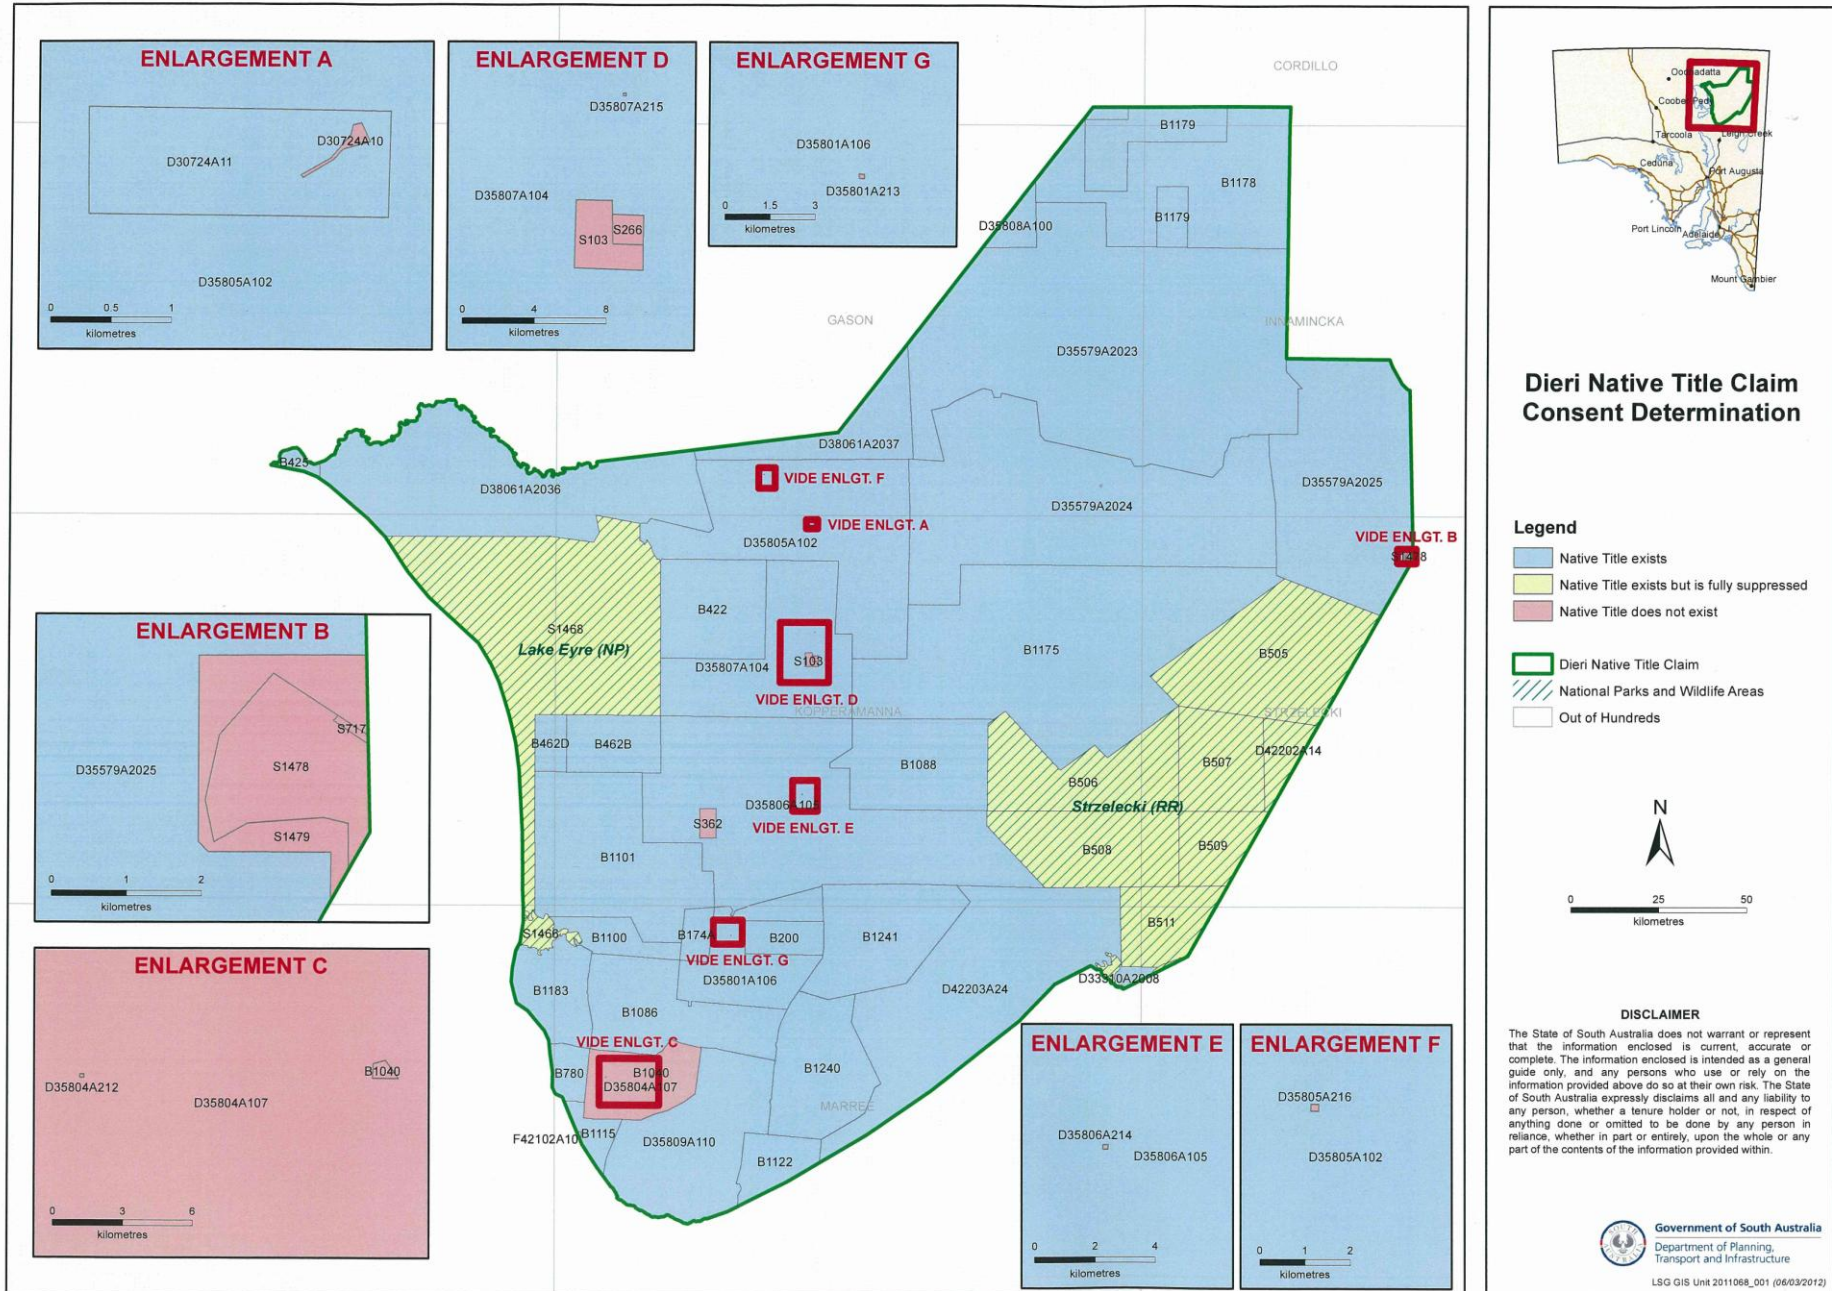 ENLARGEMENT A
D30724A10
D30724A11
D35805A102
0 0.5 1
kilometres
ENLARGEMENT D
D35807A215
D35807A104
S103
S266
0 4 8
kilometres
ENLARGEMENT G
D35801A106
D35801A213
0 1.5 3
kilometres
CORDILLO
B1179
B1178
B1179
D35808A100
GASON
INNAMINCKA
D35579A2023
D38061A2037
B425
D38061A2036
VIDE ENLGT. F
VIDE ENLGT. A
D35805A102
D35579A2024
D35579A2025
VIDE ENLGT. B
S1478
B422
S1468
Lake Eyre (NP)
D35807A104
S103
VIDE ENLGT. D
KOPPERAMANNA
B1175
B505
STRZELECKI
B462D
B462B
B1088
B506
B507
D42202A14
D35806A105
Strzelecki (RR)
S362
VIDE ENLGT. E
B1101
B508
B509
S1466
B1100
B174A
B200
B1241
B511
VIDE ENLGT. G
D35801A106
D42203A24
D33310A2008
B1183
B1086
VIDE ENLGT. C
B780
B1040
D35804A107
B1240
MARREE
F42102A10
B1115
D35809A110
B1122
ENLARGEMENT B
S717
D35579A2025
S1478
S1479
0 1 2
kilometres
ENLARGEMENT C
D35804A212
B1040
D35804A107
0 3 6
kilometres
ENLARGEMENT E
D35806A214
D35806A105
0 2 4
kilometres
ENLARGEMENT F
D35805A216
D35805A102
0 1 2
kilometres
Oodnadatta
Coober Pedy
Tarcoola
Leigh Creek
Ceduna
Port Augusta
Port Lincoln
Adelaide
Mount Gambier
Dieri Native Title Claim
Consent Determination
Legend
Native Title exists
Native Title exists but is fully suppressed
Native Title does not exist
Dieri Native Title Claim
National Parks and Wildlife Areas
Out of Hundreds
N
0 25 50
kilometres
DISCLAIMER
The State of South Australia does not warrant or represent
that the information enclosed is current, accurate or
complete. The information enclosed is intended as a general
guide only, and any persons who use or rely on the
information provided above do so at their own risk. The State
of South Australia expressly disclaims all and any liability to
any person, whether a tenure holder or not, in respect of
anything done or omitted to be done by any person in
reliance, whether in part or entirely, upon the whole or any
part of the contents of the information provided within.
Government of South Australia
Department of Planning,
Transport and Infrastructure
LSG GIS Unit 2011068_001 (06/03/2012)